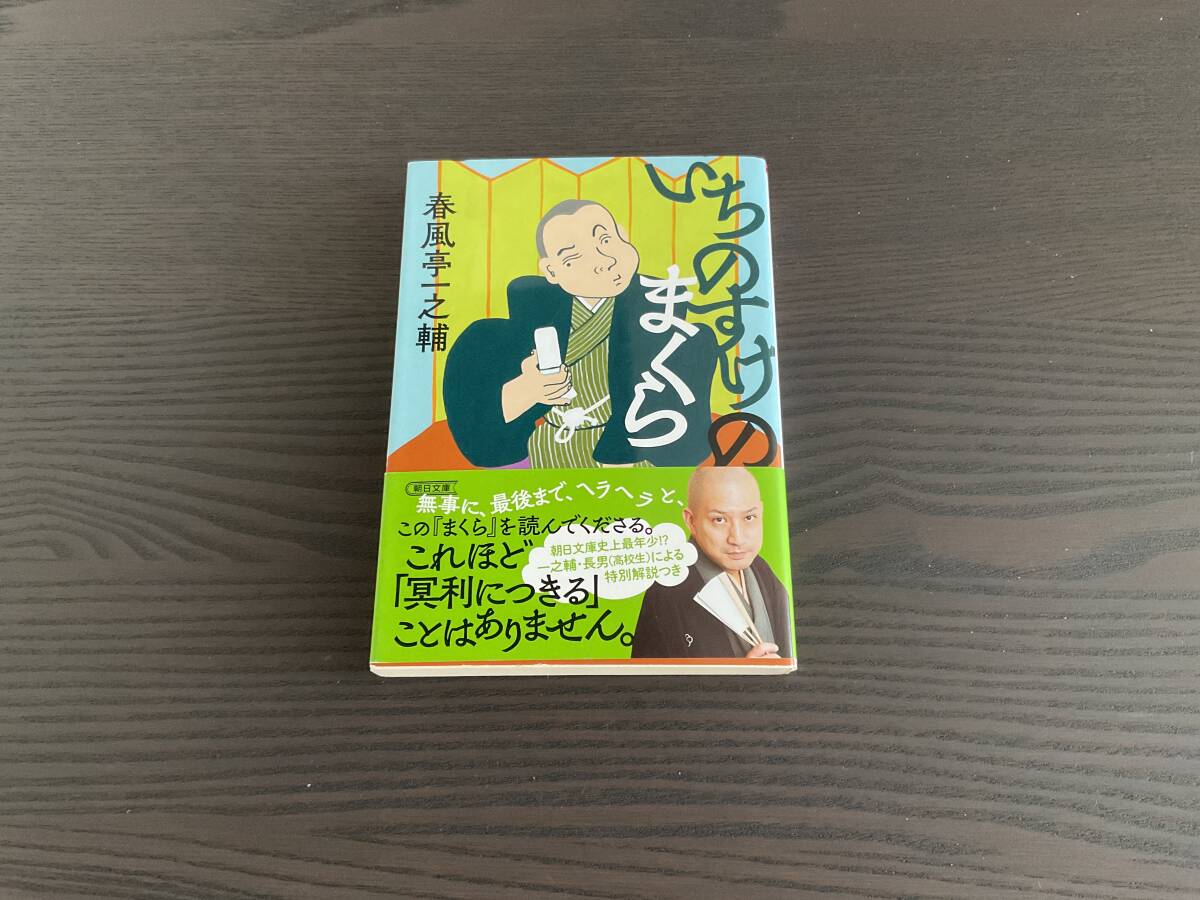 いちのすけの
まくら
春風亭一之輔
朝日文庫
無事に、最後まで、ヘラヘラと、
この『まくら』を読んでくださる。
これほど
「冥利につきる」
ことはありません。
朝日文庫史上最年少!?
一之輔・長男(高校生)による
特別解説つき